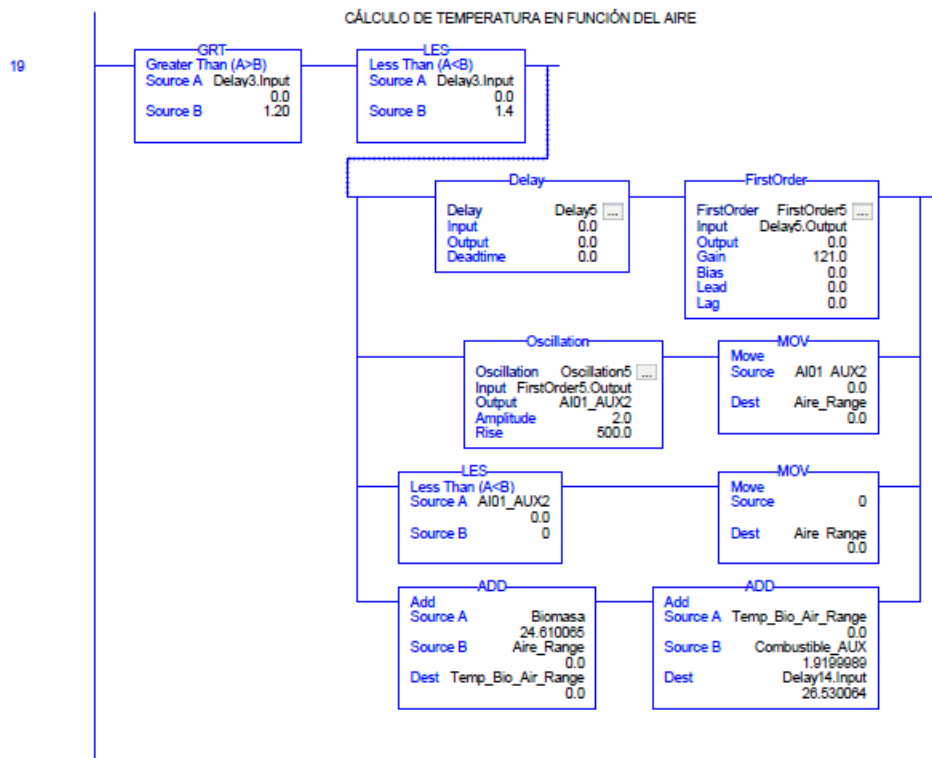 CÁLCULO DE TEMPERATURA EN FUNCIÓN DEL AIRE
19
GRT
Greater Than (A>B)
Source A Delay3.Input
0.0
Source B 1.20
LES
Less Than (A<B)
Source A Delay3.Input
0.0
Source B 1.4
Delay
Delay Delay5 ...
Input 0.0
Output 0.0
Deadtime 0.0
FirstOrder
FirstOrder FirstOrder5 ...
Input Delay5.Output
Output 0.0
Gain 121.0
Bias 0.0
Lead 0.0
Lag 0.0
Oscillation
Oscillation Oscillation5 ...
Input FirstOrder5.Output
Output AI01_AUX2
Amplitude 2.0
Rise 500.0
MOV
Move
Source AI01_AUX2
0.0
Dest Aire_Range
0.0
LES
Less Than (A<B)
Source A AI01_AUX2
0.0
Source B 0
MOV
Move
Source 0
Dest Aire_Range
0.0
ADD
Add
Source A Biomasa
24.610065
Source B Aire_Range
0.0
Dest Temp_Bio_Air_Range
0.0
ADD
Add
Source A Temp_Bio_Air_Range
0.0
Source B Combustible_AUX
1.9199989
Dest Delay14.Input
26.530064